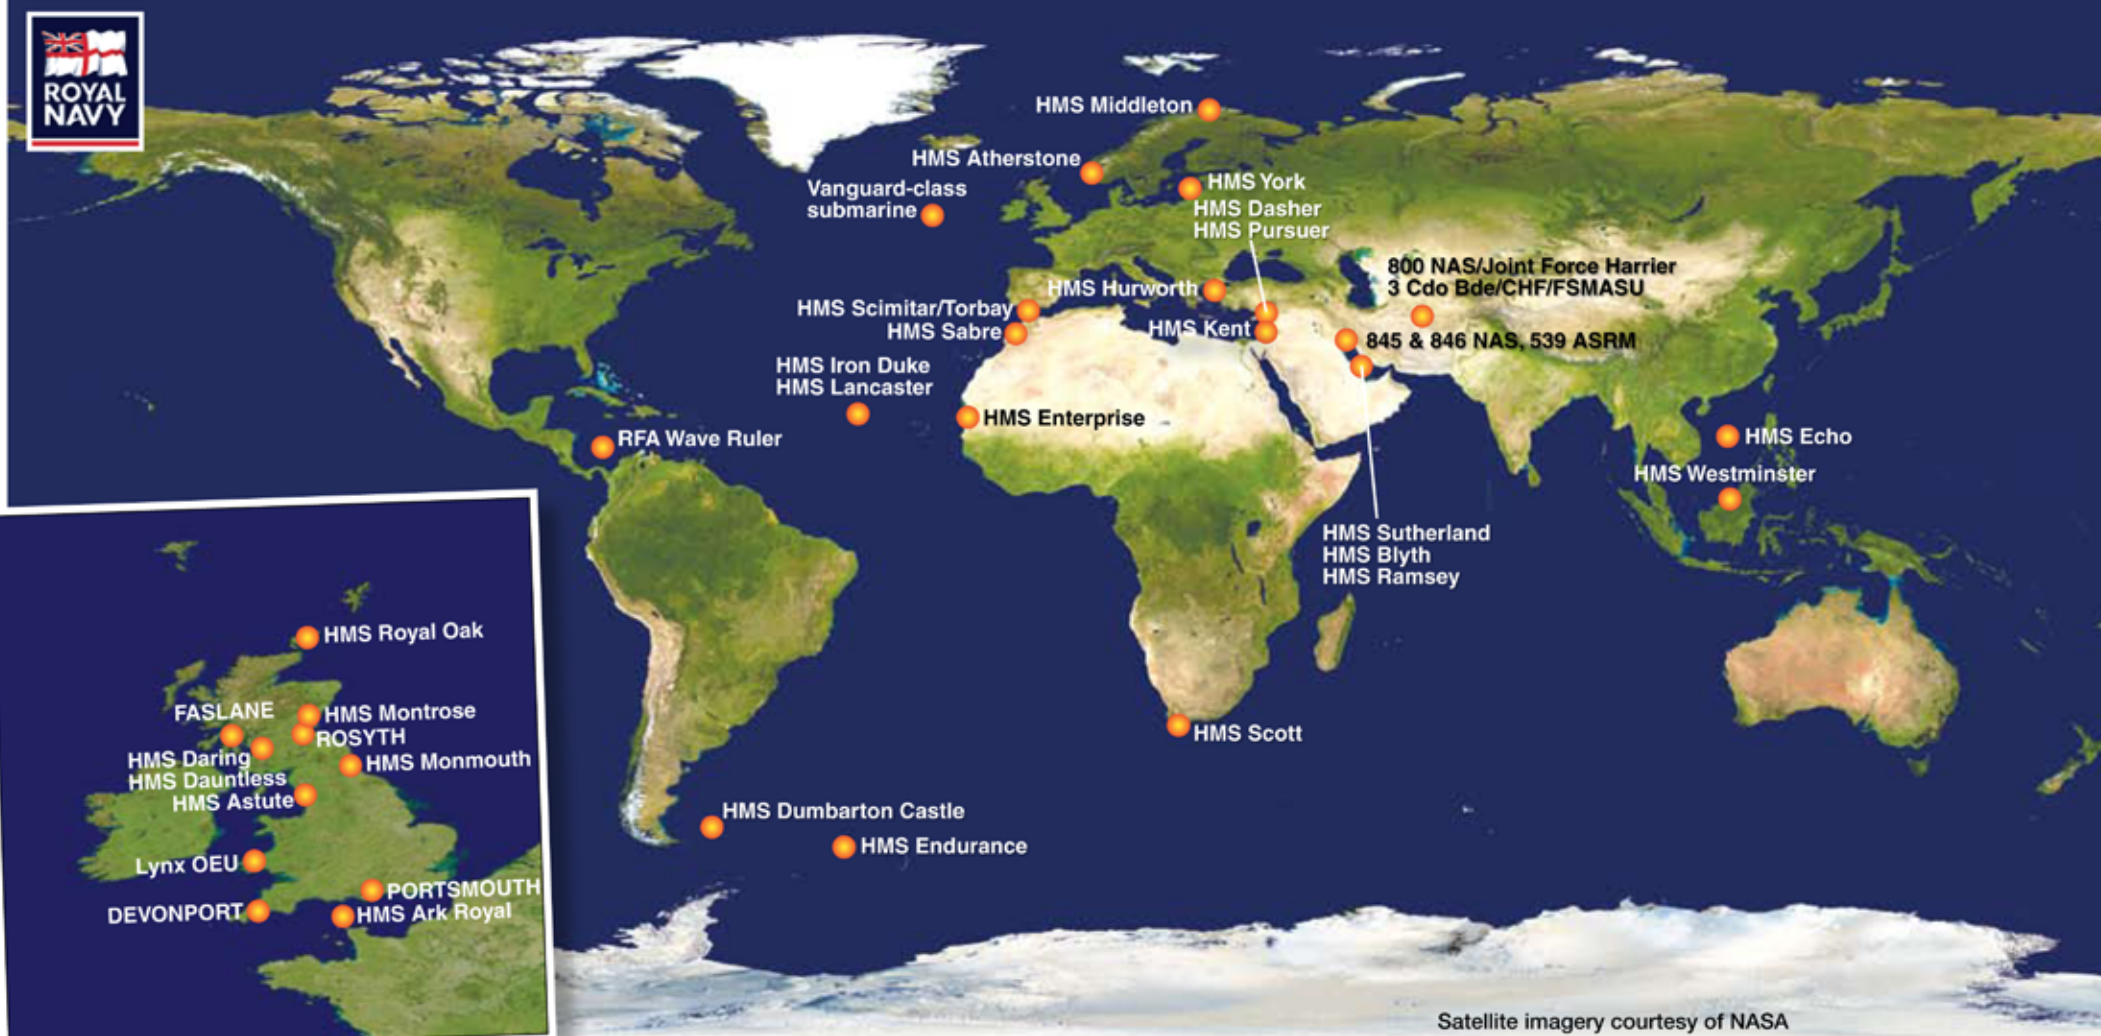 ROYAL
NAVY
HMS Middleton
HMS Atherstone
Vanguard-class
submarine
HMS York
HMS Dasher
HMS Pursuer
800 NAS/Joint Force Harrier
3 Cdo Bde/CHF/FSMASU
HMS Hurworth
HMS Scimitar/Torbay
HMS Sabre
HMS Kent
845 & 846 NAS, 539 ASRM
HMS Iron Duke
HMS Lancaster
HMS Enterprise
RFA Wave Ruler
HMS Echo
HMS Westminster
HMS Sutherland
HMS Blyth
HMS Ramsey
HMS Scott
HMS Dumbarton Castle
HMS Endurance
HMS Royal Oak
FASLANE
HMS Montrose
ROSYTH
HMS Daring
HMS Dauntless
HMS Monmouth
HMS Astute
Lynx OEU
PORTSMOUTH
DEVONPORT
HMS Ark Royal
Satellite imagery courtesy of NASA